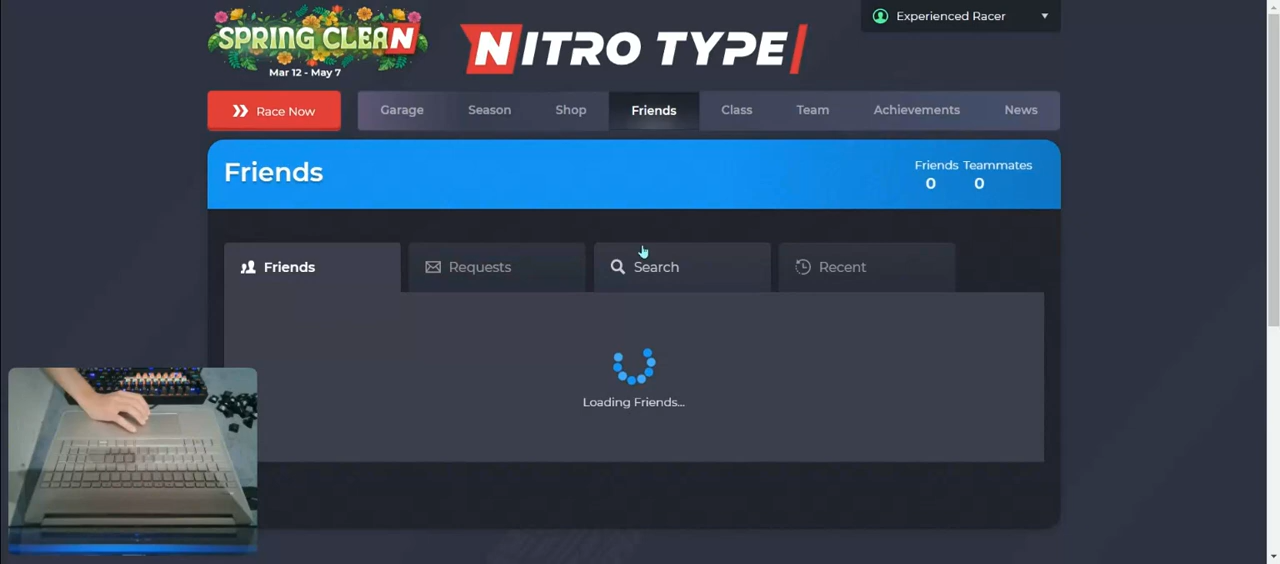 SPRING CLEAN
Mar 12 - May 7
NITRO TYPE
Experienced Racer
Race Now
Garage
Season
Shop
Friends
Class
Team
Achievements
News
Friends
Friends Teammates
0 0
Friends
Requests
Search
Recent
Loading Friends...